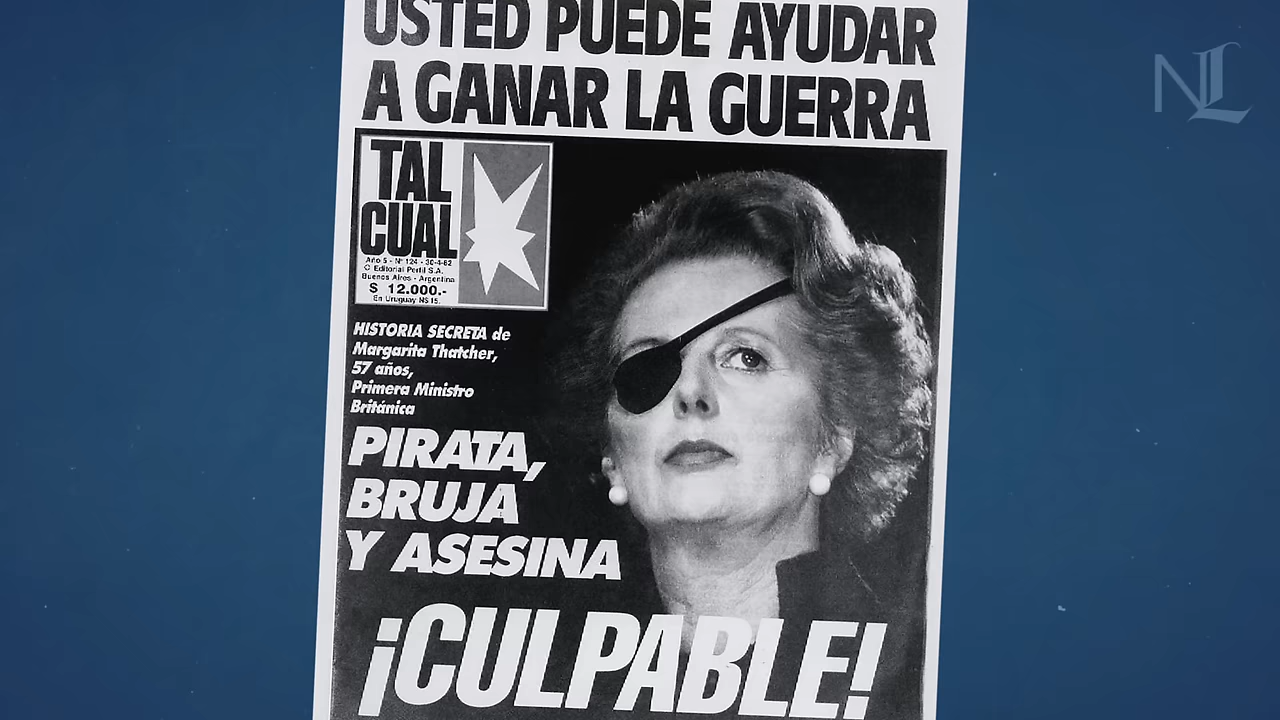 USTED PUEDE AYUDAR
A GANAR LA GUERRA
NL
TAL
CUAL
Año 5 - Nº 124 - 30-4-82
© Editorial Perfil S.A.
Buenos Aires - Argentina
$ 12.000.-
En Uruguay N$ 15.
HISTORIA SECRETA de
Margarita Thatcher,
57 años,
Primera Ministro
Británica
PIRATA,
BRUJA
Y ASESINA
¡CULPABLE!